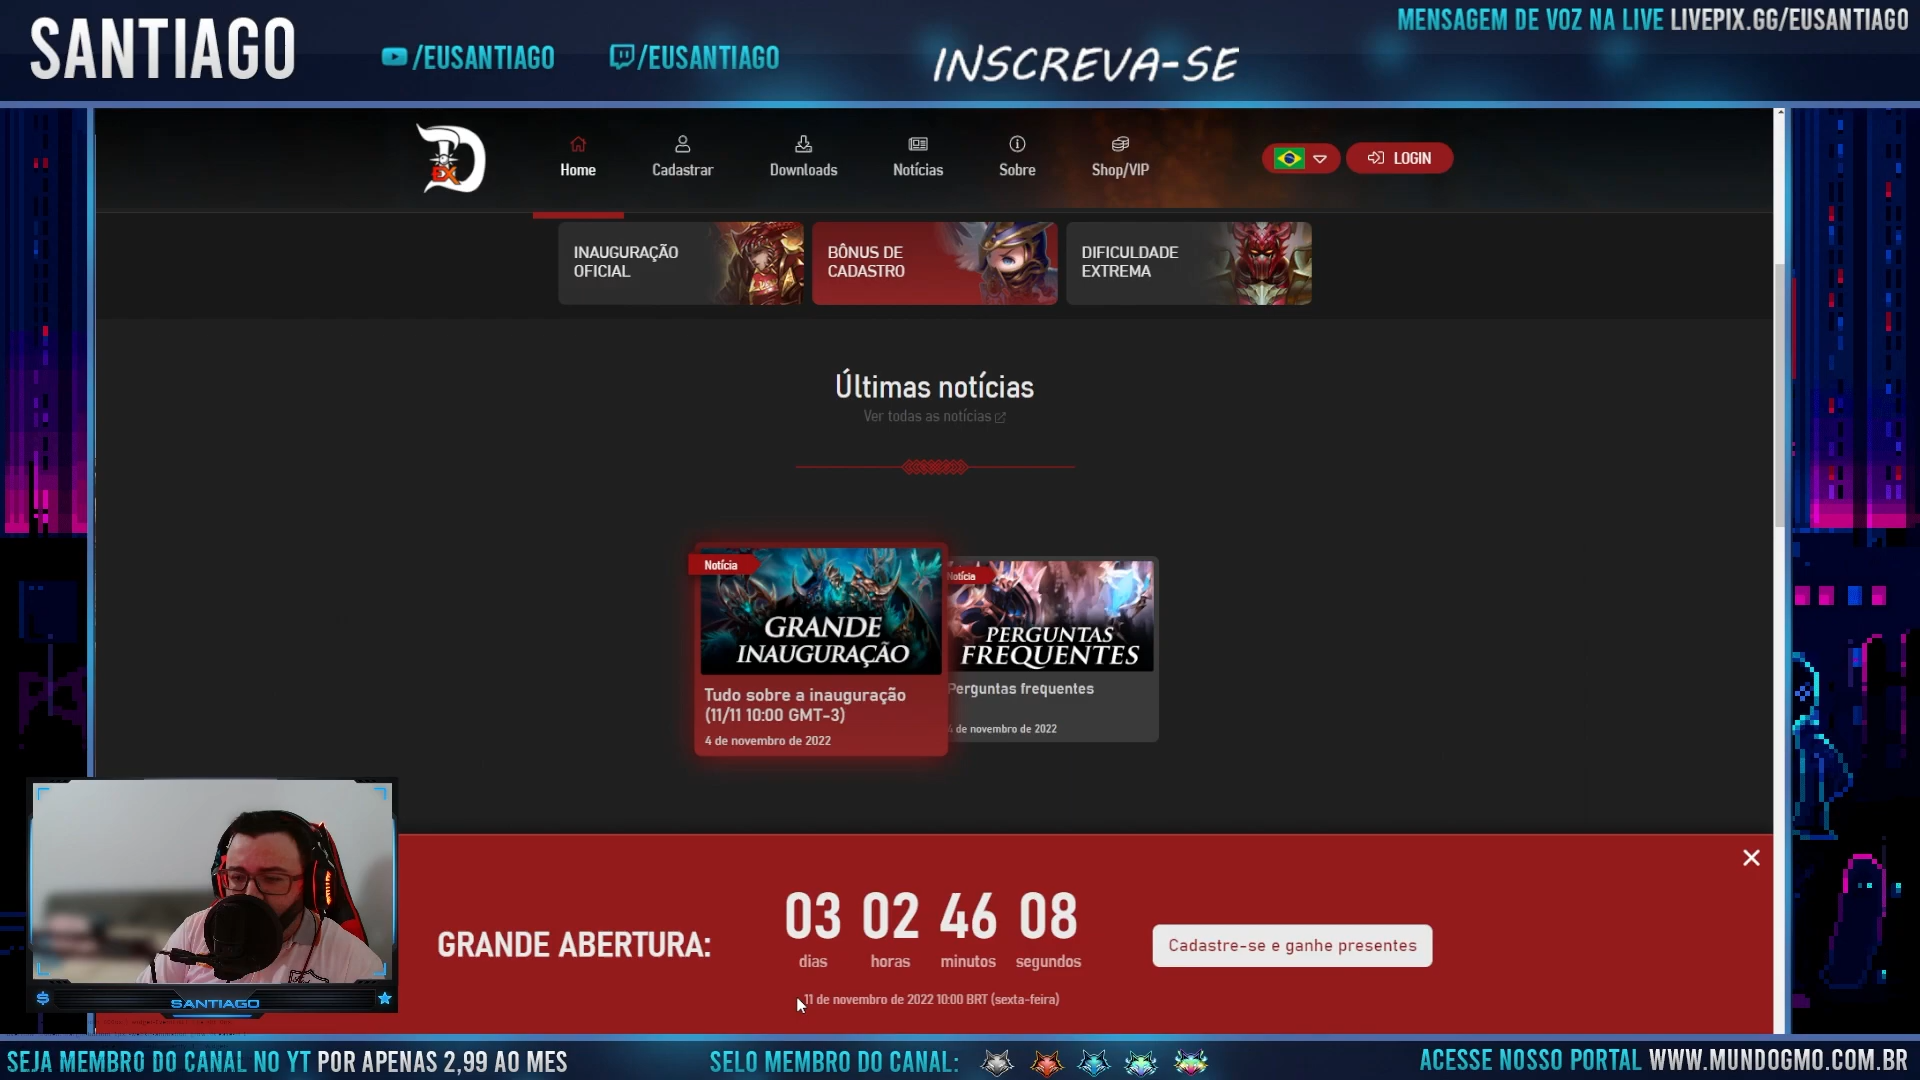 SANTIAGO
/EUSANTIAGO
/EUSANTIAGO
INSCREVA-SE
MENSAGEM DE VOZ NA LIVE LIVEPIX.GG/EUSANTIAGO
EX
Home
Cadastrar
Downloads
Notícias
Sobre
Shop/VIP
LOGIN
INAUGURAÇÃO
OFICIAL
BÔNUS DE
CADASTRO
DIFICULDADE
EXTREMA
Últimas notícias
Ver todas as notícias
Notícia
GRANDE
INAUGURAÇÃO
Tudo sobre a inauguração
(11/11 10:00 GMT-3)
4 de novembro de 2022
Notícia
PERGUNTAS
FREQUENTES
Perguntas frequentes
4 de novembro de 2022
GRANDE ABERTURA:
03 02 46 08
dias horas minutos segundos
11 de novembro de 2022 10:00 BRT (sexta-feira)
Cadastre-se e ganhe presentes
SANTIAGO
SEJA MEMBRO DO CANAL NO YT POR APENAS 2,99 AO MES
SELO MEMBRO DO CANAL:
ACESSE NOSSO PORTAL WWW.MUNDOGMO.COM.BR